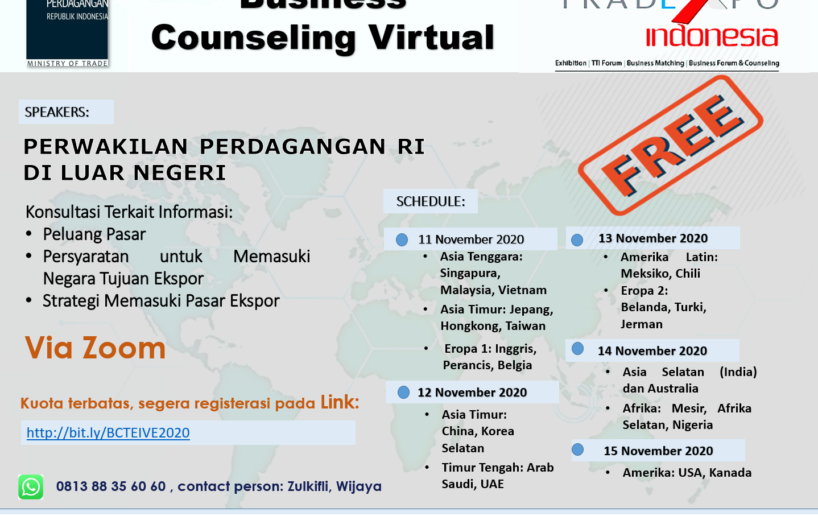 PERDAGANGAN
REPUBLIK INDONESIA
MINISTRY OF TRADE
Business
Counseling Virtual
TRADE XPO
indonesia
Exhibition | TTI Forum | Business Matching | Business Forum & Counseling
FREE
SPEAKERS:
PERWAKILAN PERDAGANGAN RI
DI LUAR NEGERI
Konsultasi Terkait Informasi:
• Peluang Pasar
• Persyaratan untuk Memasuki
Negara Tujuan Ekspor
• Strategi Memasuki Pasar Ekspor
Via Zoom
Kuota terbatas, segera registerasi pada Link:
http://bit.ly/BCTEIVE2020
0813 88 35 60 60 , contact person: Zulkifli, Wijaya
SCHEDULE:
11 November 2020
• Asia Tenggara:
Singapura,
Malaysia, Vietnam
• Asia Timur: Jepang,
Hongkong, Taiwan
• Eropa 1: Inggris,
Perancis, Belgia
12 November 2020
• Asia Timur:
China, Korea
Selatan
• Timur Tengah: Arab
Saudi, UAE
13 November 2020
• Amerika Latin:
Meksiko, Chili
• Eropa 2:
Belanda, Turki,
Jerman
14 November 2020
• Asia Selatan (India)
dan Australia
• Afrika: Mesir, Afrika
Selatan, Nigeria
15 November 2020
• Amerika: USA, Kanada